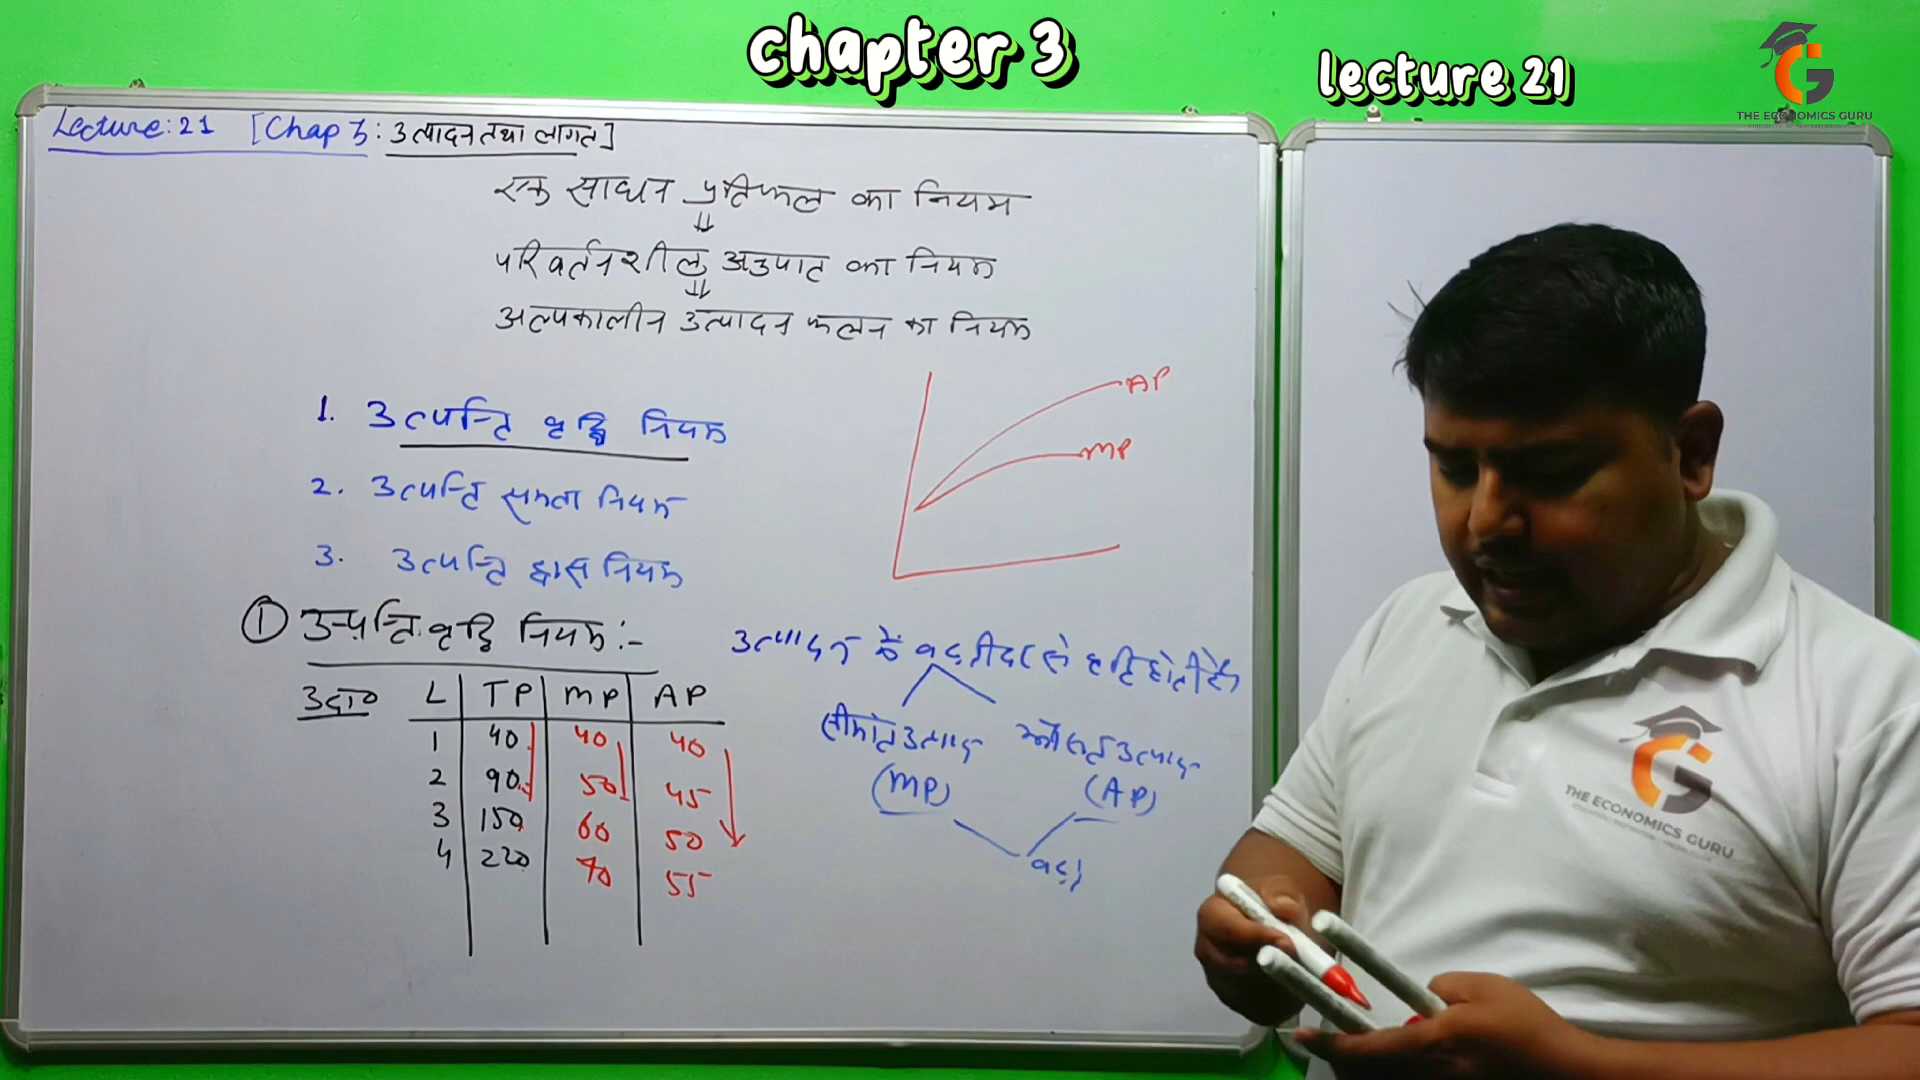 chapter 3
lecture 21
THE ECONOMICS GURU
Lecture: 21 [Chap 3: उत्पादन तथा लागत]
एक साधन प्रतिफल का नियम
⇓
परिवर्तनशील अनुपात का नियम
⇓
अल्पकालीन उत्पादन फलन का नियम
1. उत्पत्ति वृद्धि नियम
2. उत्पत्ति समता नियम
3. उत्पत्ति ह्रास नियम
AP
MP
① उत्पत्ति वृद्धि नियम :-
उदा०
L TP MP AP
1 40 40 40
2 90 50 45
3 150 60 50
4 220 70 55
उत्पादन में बढ़ती दर से वृद्धि होती है
सीमांत उत्पादन
औसत उत्पादन
(MP)
(AP)
THE ECONOMICS GURU